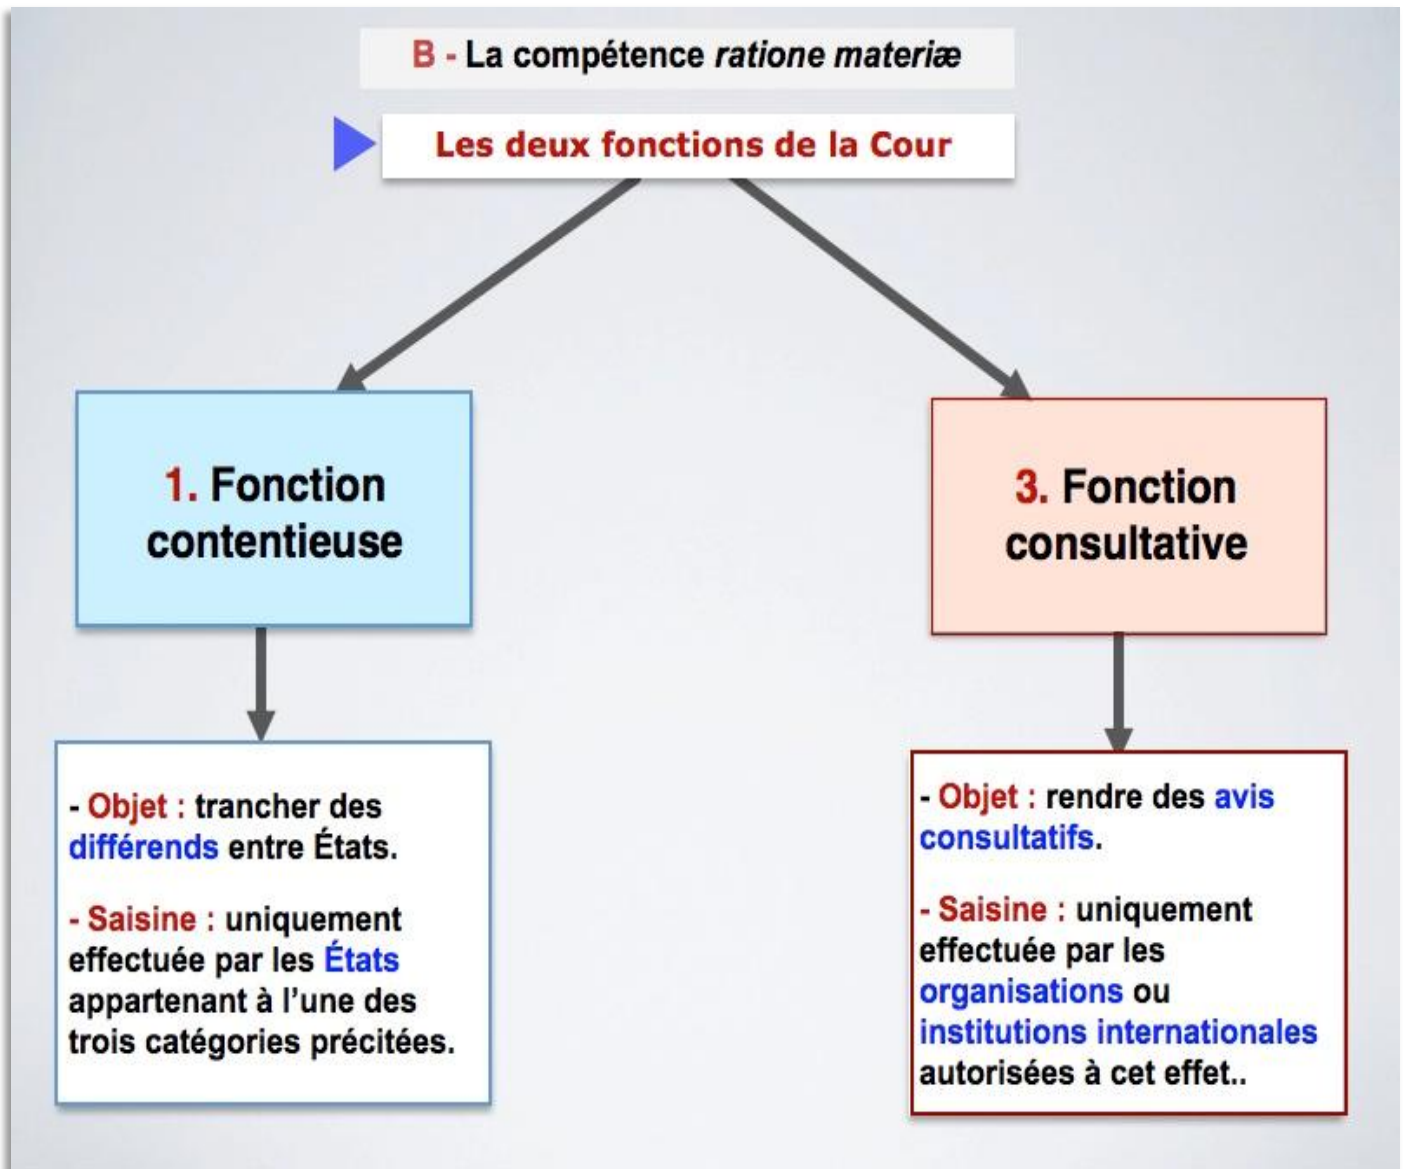 B - La compétence ratione materiæ
Les deux fonctions de la Cour
1. Fonction
contentieuse
- Objet : trancher des
différends entre États.
- Saisine : uniquement
effectuée par les États
appartenant à l’une des
trois catégories précitées.
3. Fonction
consultative
- Objet : rendre des avis
consultatifs.
- Saisine : uniquement
effectuée par les
organisations ou
institutions internationales
autorisées à cet effet..